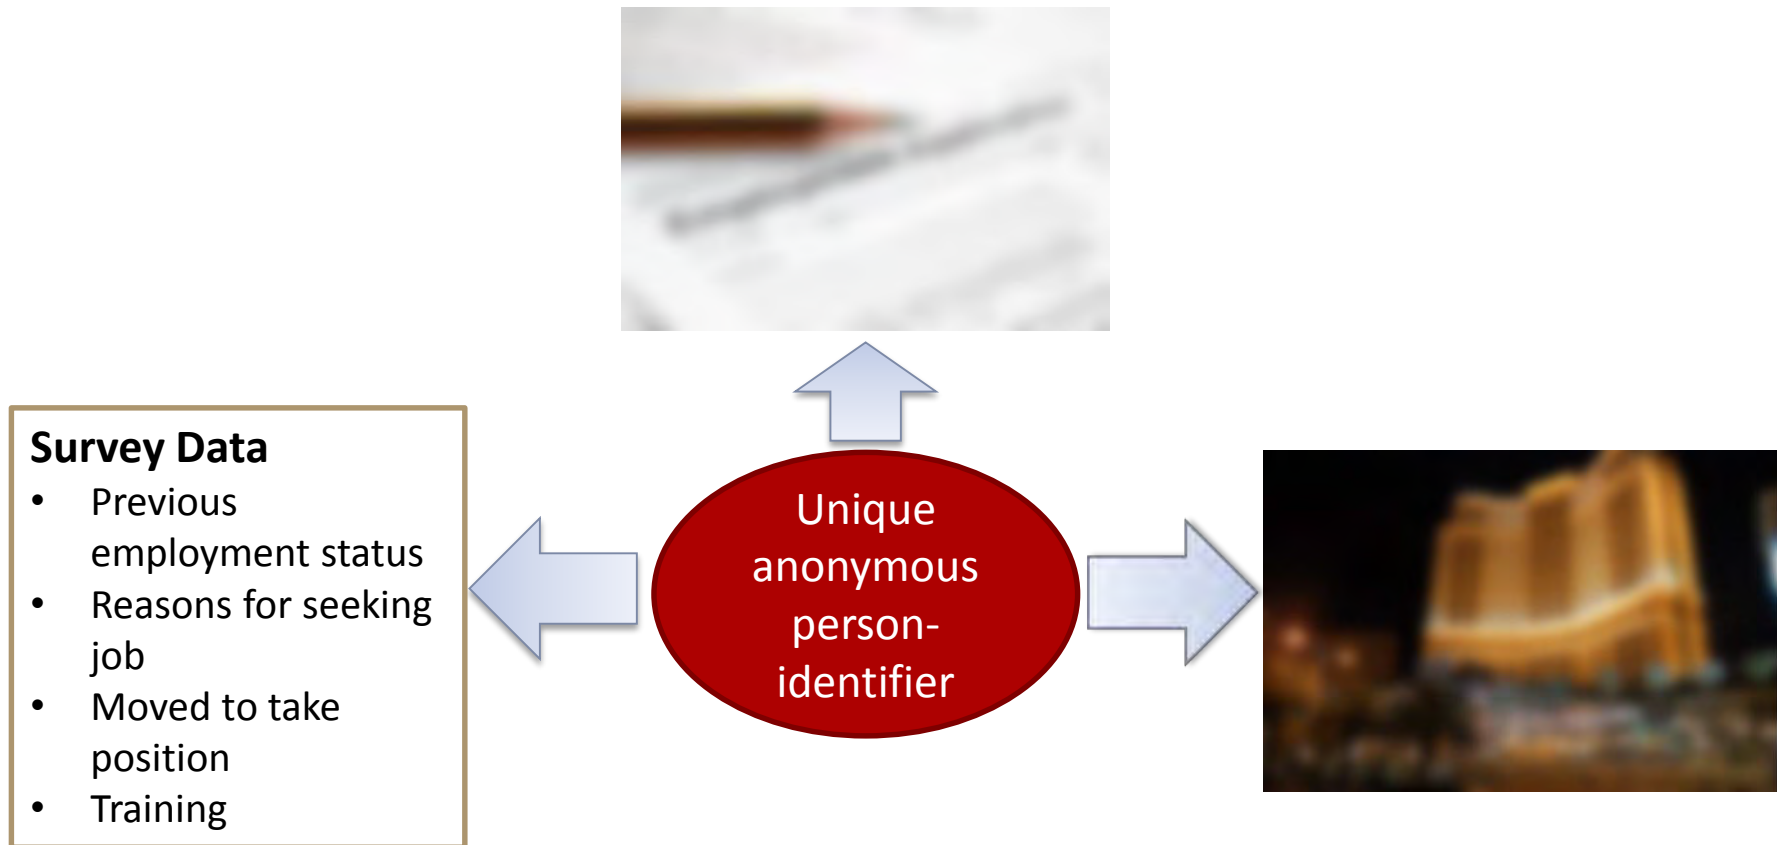 Survey Data
• Previous
employment status
• Reasons for seeking
job
• Moved to take
position
• Training
Unique
anonymous
person-
identifier